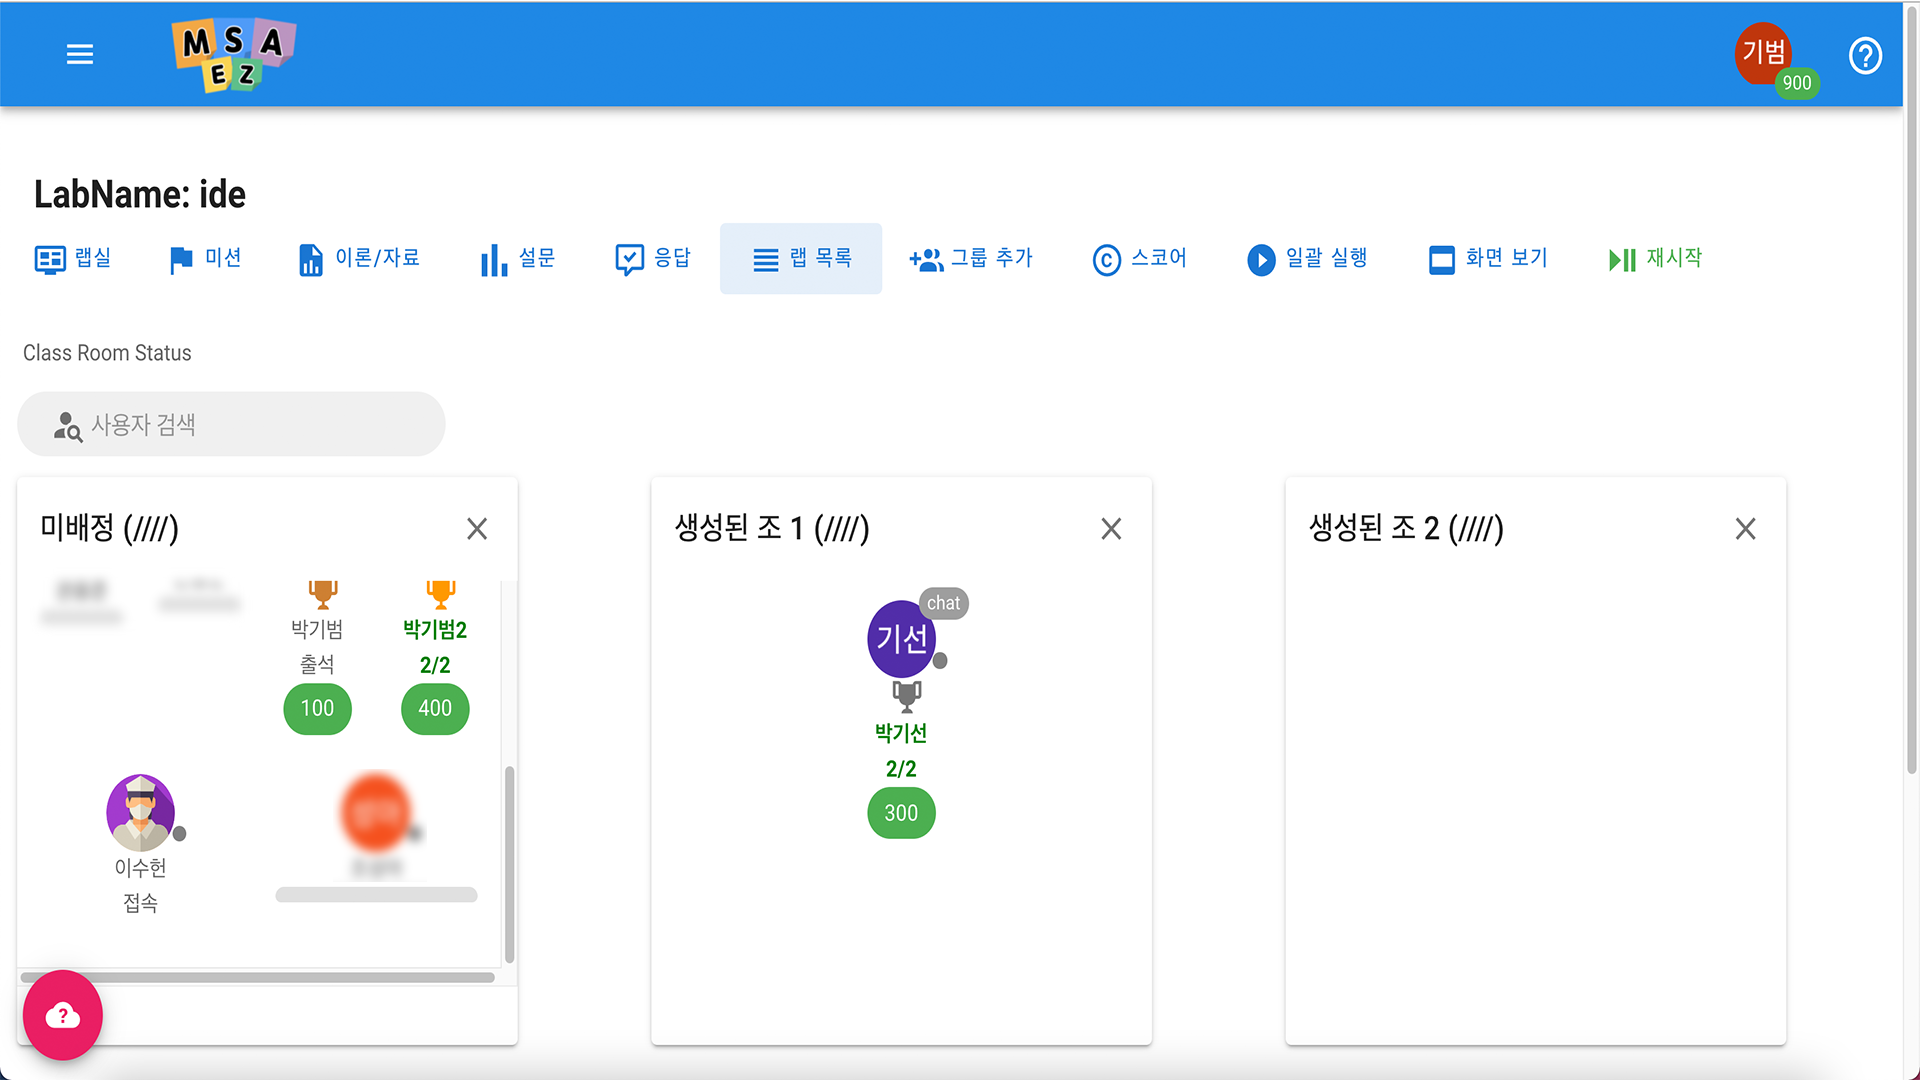 MSA
EZ
기범
900
LabName: ide
랩실
미션
이론/자료
설문
응답
랩 목록
그룹 추가
스코어
일괄 실행
화면 보기
재시작
Class Room Status
사용자 검색
미배정 (////)
박기범
출석
100
박기범2
2/2
400
이수헌
접속
생성된 조 1 (////)
chat
기선
박기선
2/2
300
생성된 조 2 (////)